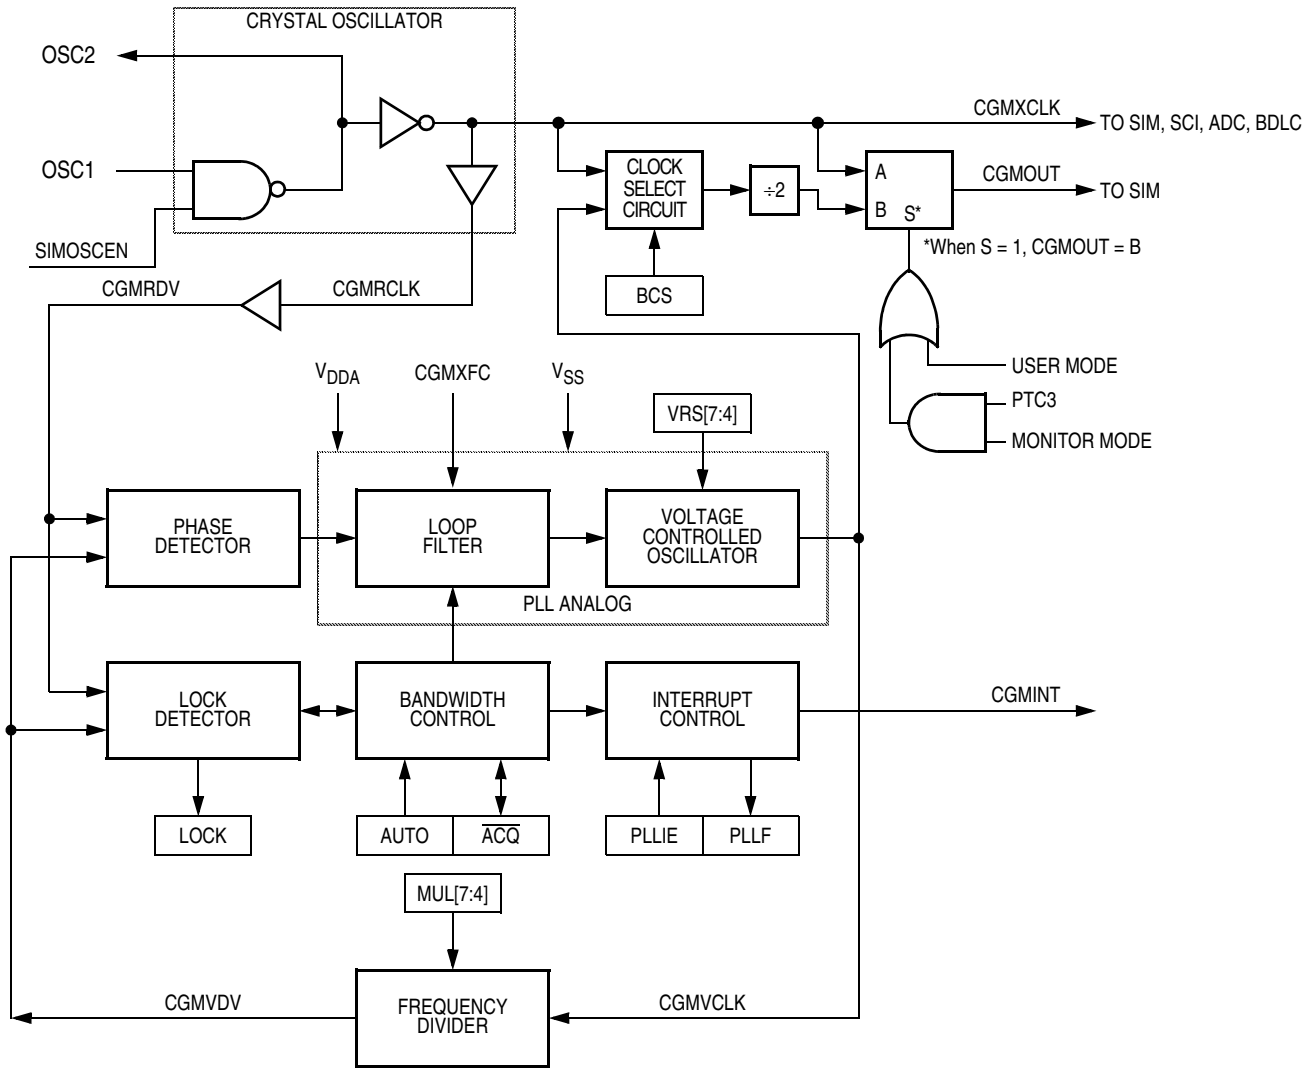 CRYSTAL OSCILLATOR
OSC2
CGMXCLK
TO SIM, SCI, ADC, BDLC
OSC1
CLOCK
SELECT
CIRCUIT
÷2
A
B
S*
CGMOUT
TO SIM
*When S = 1, CGMOUT = B
SIMOSCEN
CGMRDV
CGMRCLK
BCS
USER MODE
PTC3
MONITOR MODE
VDDA
CGMXFC
VSS
VRS[7:4]
PHASE
DETECTOR
LOOP
FILTER
VOLTAGE
CONTROLLED
OSCILLATOR
PLL ANALOG
LOCK
DETECTOR
BANDWIDTH
CONTROL
INTERRUPT
CONTROL
CGMINT
LOCK
AUTO
ACQ
PLLIE
PLLF
MUL[7:4]
CGMVDV
FREQUENCY
DIVIDER
CGMVCLK